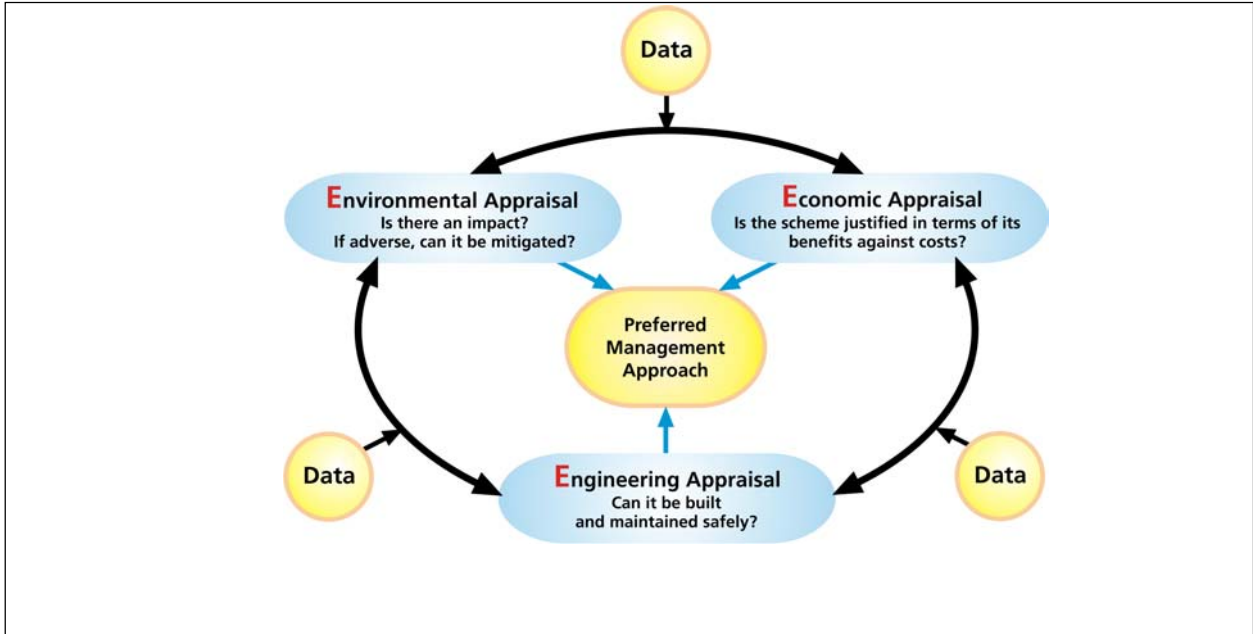 Data
Environmental Appraisal
Is there an impact?
If adverse, can it be mitigated?
Economic Appraisal
Is the scheme justified in terms of its
benefits against costs?
Preferred
Management
Approach
Data
Data
Engineering Appraisal
Can it be built
and maintained safely?